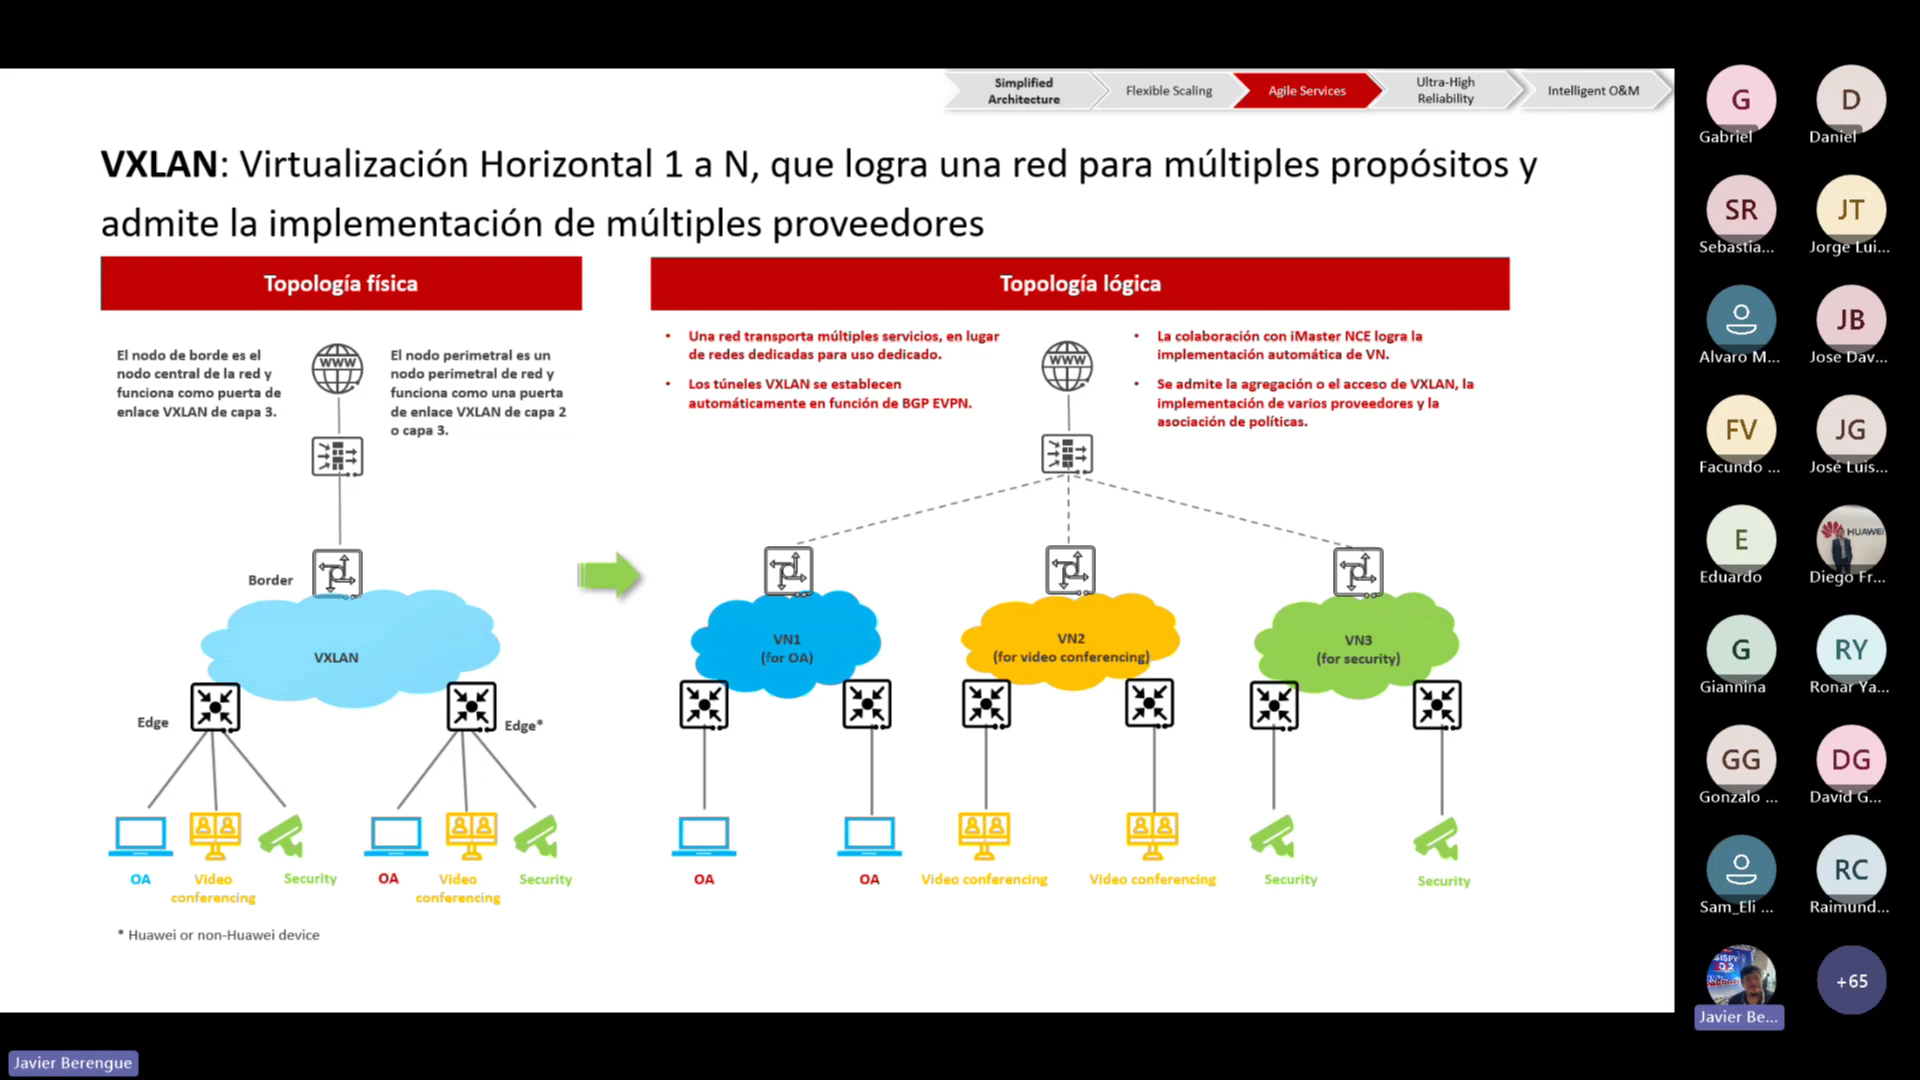 Simplified
Architecture
Flexible Scaling
Agile Services
Ultra-High
Reliability
Intelligent O&M
VXLAN: Virtualización Horizontal 1 a N, que logra una red para múltiples propósitos y
admite la implementación de múltiples proveedores
Topología física
El nodo de borde es el
nodo central de la red y
funciona como puerta de
enlace VXLAN de capa 3.
WWW
El nodo perimetral es un
nodo perimetral de red y
funciona como una puerta
de enlace VXLAN de capa 2
o capa 3.
Border
VXLAN
Edge
Edge*
OA
Video
conferencing
Security
OA
Video
conferencing
Security
* Huawei or non-Huawei device
Topología lógica
• Una red transporta múltiples servicios, en lugar
de redes dedicadas para uso dedicado.
• Los túneles VXLAN se establecen
automáticamente en función de BGP EVPN.
WWW
• La colaboración con iMaster NCE logra la
implementación automática de VN.
• Se admite la agregación o el acceso de VXLAN, la
implementación de varios proveedores y la
asociación de políticas.
VN1
(for OA)
VN2
(for video conferencing)
VN3
(for security)
OA
OA
Video conferencing
Video conferencing
Security
Security
G
Gabriel
D
Daniel
SR
Sebastia...
JT
Jorge Lui...
Alvaro M...
JB
Jose Dav...
FV
Facundo ...
JG
José Luis...
E
Eduardo
HUAWEI
Diego Fr...
G
Giannina
RY
Ronar Ya...
GG
Gonzalo ...
DG
David G...
Sam_Eli ...
RC
Raimund...
Javier Be...
+65
Javier Berengue